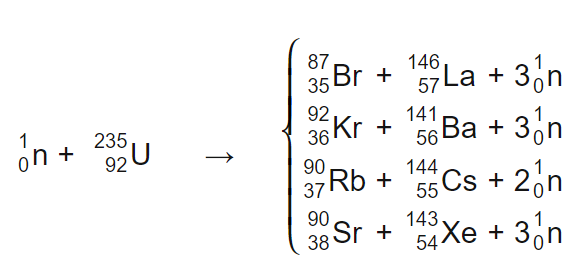 ⁸⁷₃₅Br + ¹⁴⁶₅₇La + 3¹₀n
⁹²₃₆Kr + ¹⁴¹₅₆Ba + 3¹₀n
¹₀n + ²³⁵₉₂U →
⁹⁰₃₇Rb + ¹⁴⁴₅₅Cs + 2¹₀n
⁹⁰₃₈Sr + ¹⁴³₅₄Xe + 3¹₀n